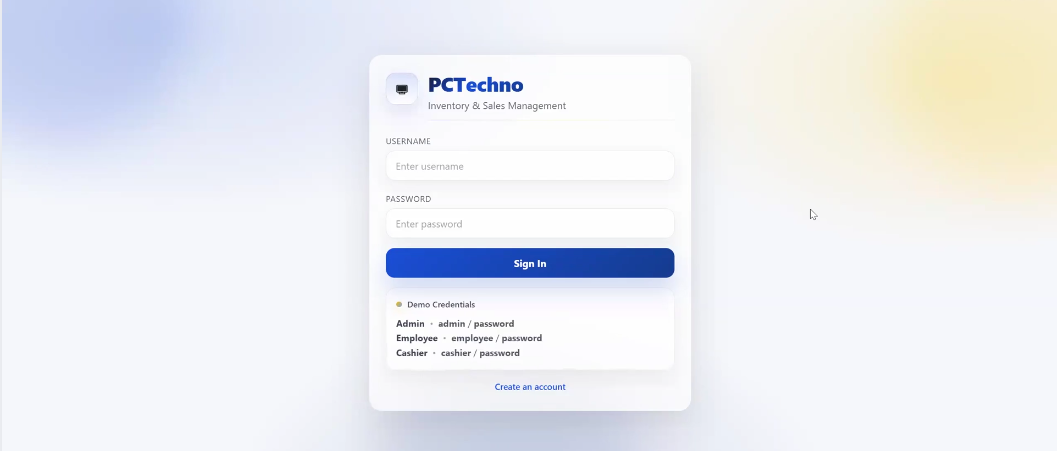 PCTechno
Inventory & Sales Management
USERNAME
Enter username
PASSWORD
Enter password
Sign In
Demo Credentials
Admin • admin / password
Employee • employee / password
Cashier • cashier / password
Create an account